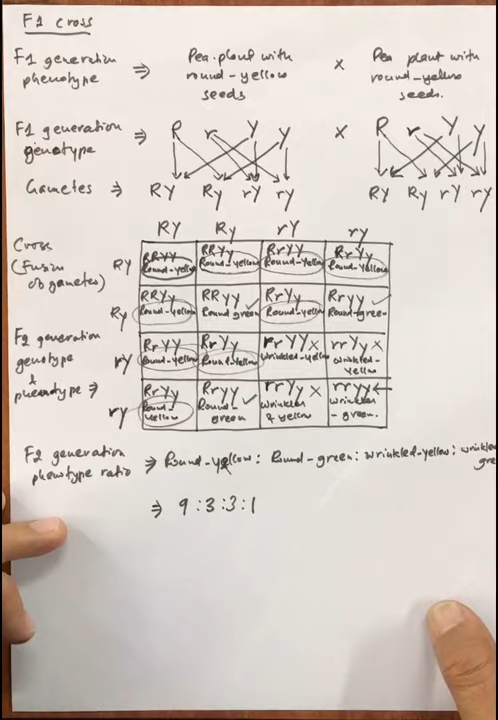 F1 cross
F1 generation phenotype ⇒ Pea plant with round-yellow seeds × Pea plant with round-yellow seeds.
F1 generation genotype ⇒ R r Y y × R r Y y
Gametes ⇒ RY Ry rY ry RY Ry rY ry
RY Ry rY ry
Cross (Fusion of gametes)
RY RRYY Round-yellow RRYy Round-yellow RrYY Round-yellow RrYy Round-yellow
Ry RRYy Round-yellow RRyy Round green ✓ RrYy Round-yellow Rryy ✓ Round-green
F2 generation genotype & phenotype ⇒
rY RrYY Round-yellow RrYy Round-yellow rrYY × Wrinkled-yellow rrYy × Wrinkled-yellow
ry RrYy Round-yellow Rryy Round-green ✓ rrYy × Wrinkled & yellow rryy ← Wrinkled-green.
F2 generation phenotype ratio ⇒ Round-yellow : Round-green : wrinkled-yellow : wrinkled gre
⇒ 9:3:3:1